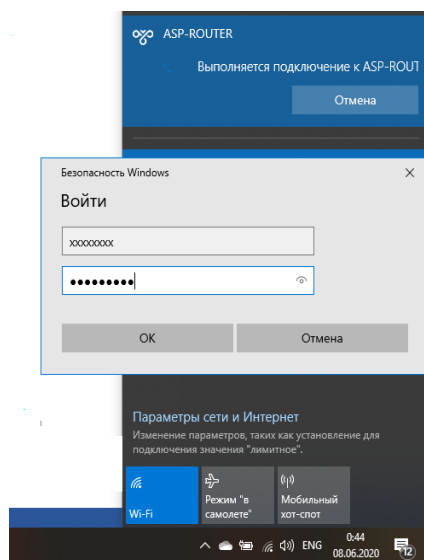 ASP-ROUTER
Выполняется подключение к ASP-ROUT
Отмена
Безопасность Windows
Войти
xxxxxxxx
●●●●●●●●●
OK
Отмена
Параметры сети и Интернет
Изменение параметров, таких как установление для
подключения значения "лимитное".
Wi-Fi
Режим "в
самолете"
Мобильный
хот-спот
ENG
0:44
08.06.2020
12